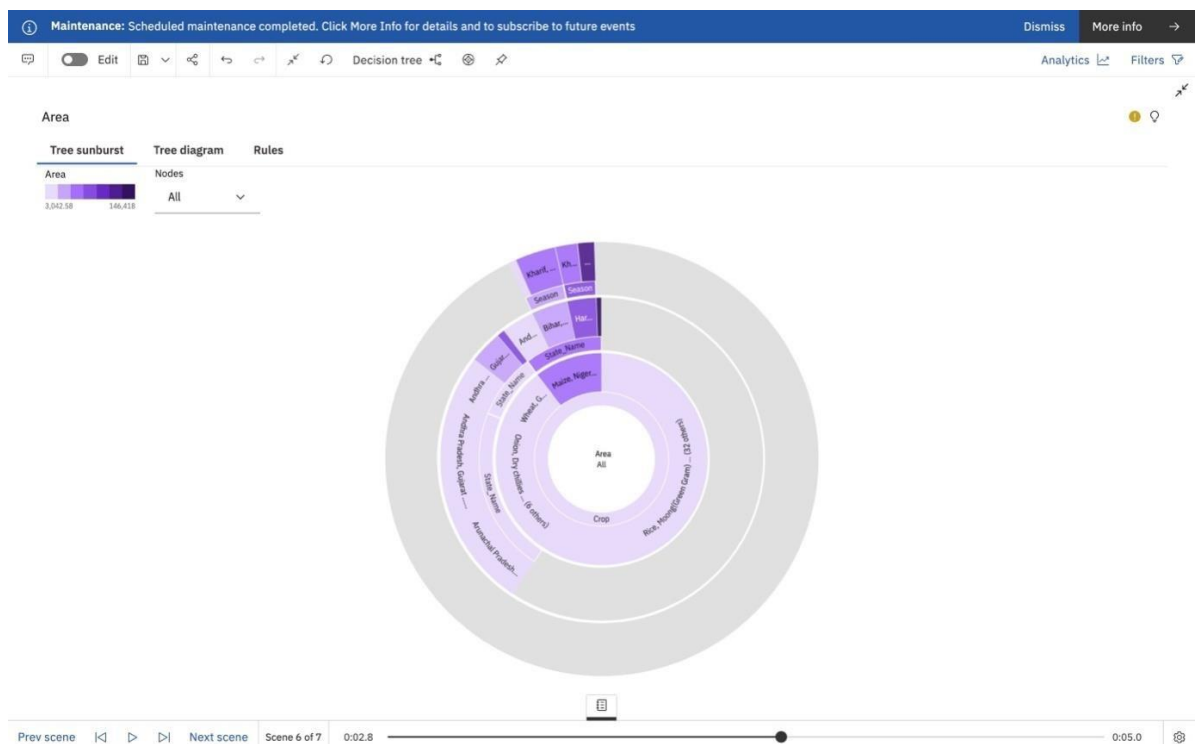 Maintenance: Scheduled maintenance completed. Click More Info for details and to subscribe to future events
Dismiss
More info
Edit
Decision tree
Analytics
Filters
Area
Tree sunburst
Tree diagram
Rules
Area
3,042.58
146,418
Nodes
All
Kharif, ...
Kh...
...
Season
Season
And...
Bihar,...
Har...
State_Name
Gujar...
Andhra ...
State_Name
Wheat, G...
Maize, Niger...
Andhra Pradesh, Gujarat ...
State_Name
Onion, Dry chillies ... (6 others)
Arunachal Pradesh...
Area
All
Crop
Rice, Moong(Green Gram) ... (32 others)
Prev scene
Next scene
Scene 6 of 7
0:02.8
0:05.0